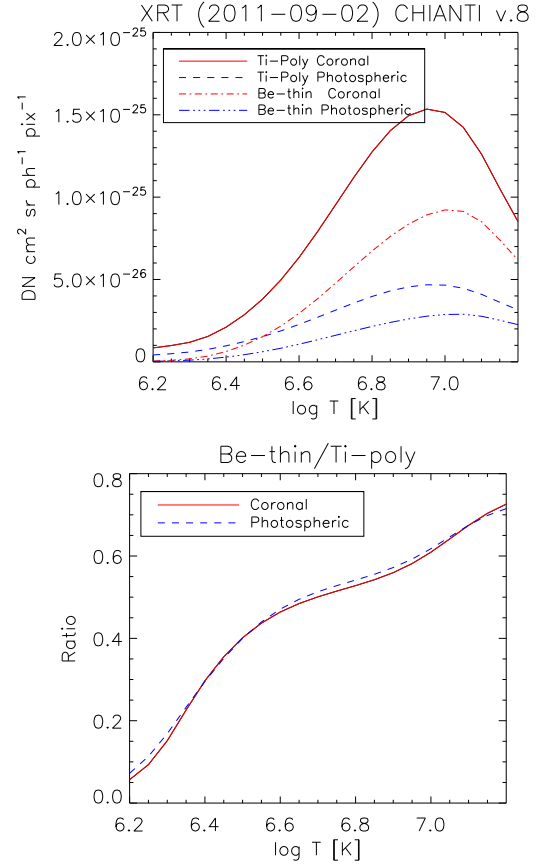 XRT (2011-09-02) CHIANTI v.8
2.0×10⁻²⁵
1.5×10⁻²⁵
1.0×10⁻²⁵
5.0×10⁻²⁶
0
DN cm² sr ph⁻¹ pix⁻¹
Ti-Poly Coronal
Ti-Poly Photospheric
Be-thin Coronal
Be-thin Photospheric
6.2 6.4 6.6 6.8 7.0
log T [K]
Be-thin/Ti-poly
0.8
0.6
0.4
0.2
0.0
Ratio
Coronal
Photospheric
6.2 6.4 6.6 6.8 7.0
log T [K]